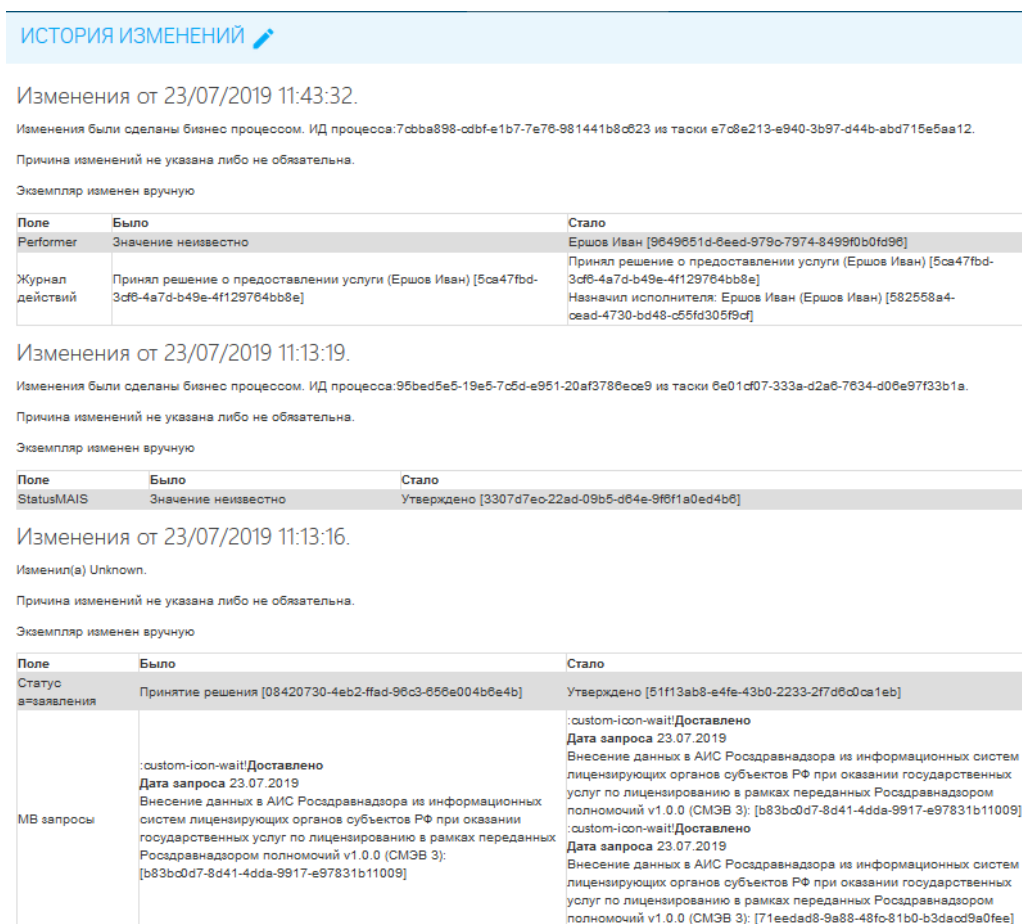 ИСТОРИЯ ИЗМЕНЕНИЙ
Изменения от 23/07/2019 11:43:32.
Изменения были сделаны бизнес процессом. ИД процесса:7cbba898-cdbf-e1b7-7e76-981441b8c623 из таски e7c8e213-e940-3b97-d44b-abd715e5aa12.
Причина изменений не указана либо не обязательна.
Экземпляр изменен вручную
Поле Было Стало
Performer Значение неизвестно Ершов Иван [9649651d-6eed-979c-7974-8499f0b0fd96]
Журнал действий Принял решение о предоставлении услуги (Ершов Иван) [5ca47fbd-
3cf6-4a7d-b49e-4f129764bb8e]
Принял решение о предоставлении услуги (Ершов Иван) [5ca47fbd-
3cf6-4a7d-b49e-4f129764bb8e]
Назначил исполнителя: Ершов Иван (Ершов Иван) [582558a4-
cead-4730-bd48-c55fd305f9cf]
Изменения от 23/07/2019 11:13:19.
Изменения были сделаны бизнес процессом. ИД процесса:95bed5e5-19e5-7c5d-e951-20af3786ece9 из таски 6e01cf07-333a-d2a6-7634-d06e97f33b1a.
Причина изменений не указана либо не обязательна.
Экземпляр изменен вручную
Поле Было Стало
StatusMAIS Значение неизвестно Утверждено [3307d7ec-22ad-09b5-d64e-9f6f1a0ed4b6]
Изменения от 23/07/2019 11:13:16.
Изменил(а) Unknown.
Причина изменений не указана либо не обязательна.
Экземпляр изменен вручную
Поле Было Стало
Статус
а=заявления
Принятие решения [08420730-4eb2-ffad-96c3-656e004b6e4b] Утверждено [51f13ab8-e4fe-43b0-2233-2f7d6c0ca1eb]
МВ запросы
:custom-icon-wait!Доставлено
Дата запроса 23.07.2019
Внесение данных в АИС Росздравнадзора из информационных
систем лицензирующих органов субъектов РФ при оказании
государственных услуг по лицензированию в рамках переданных
Росздравнадзором полномочий v1.0.0 (СМЭВ 3):
[b83bc0d7-8d41-4dda-9917-e97831b11009]
:custom-icon-wait!Доставлено
Дата запроса 23.07.2019
Внесение данных в АИС Росздравнадзора из информационных систем
лицензирующих органов субъектов РФ при оказании государственных
услуг по лицензированию в рамках переданных Росздравнадзором
полномочий v1.0.0 (СМЭВ 3): [b83bc0d7-8d41-4dda-9917-e97831b11009]
:custom-icon-wait!Доставлено
Дата запроса 23.07.2019
Внесение данных в АИС Росздравнадзора из информационных систем
лицензирующих органов субъектов РФ при оказании государственных
услуг по лицензированию в рамках переданных Росздравнадзором
полномочий v1.0.0 (СМЭВ 3): [71eedad8-9a88-48fc-81b0-b3dacd9a0fee]